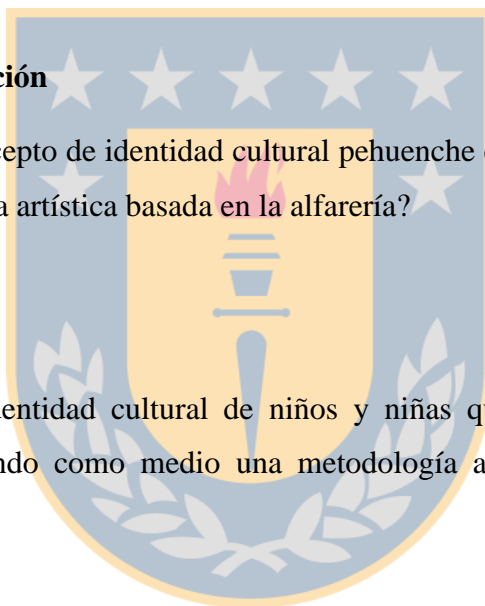 ción
cepto de identidad cultural pehuenche
a artística basada en la alfarería?
dentidad cultural de niños y niñas
ndo como medio una metodología